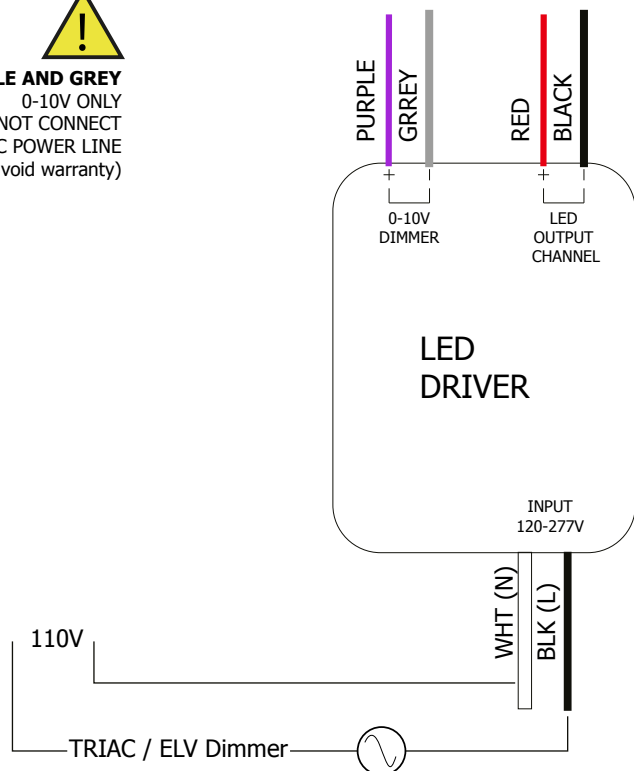 !
AND GREY
0-10V ONLY
NOT CONNECT
POWER LINE
void warranty)
PURPLE
GRREY
RED
BLACK
+ − + −
0-10V
DIMMER
LED
OUTPUT
CHANNEL
LED
DRIVER
INPUT
120-277V
WHT (N)
BLK (L)
110V
TRIAC / ELV Dimmer